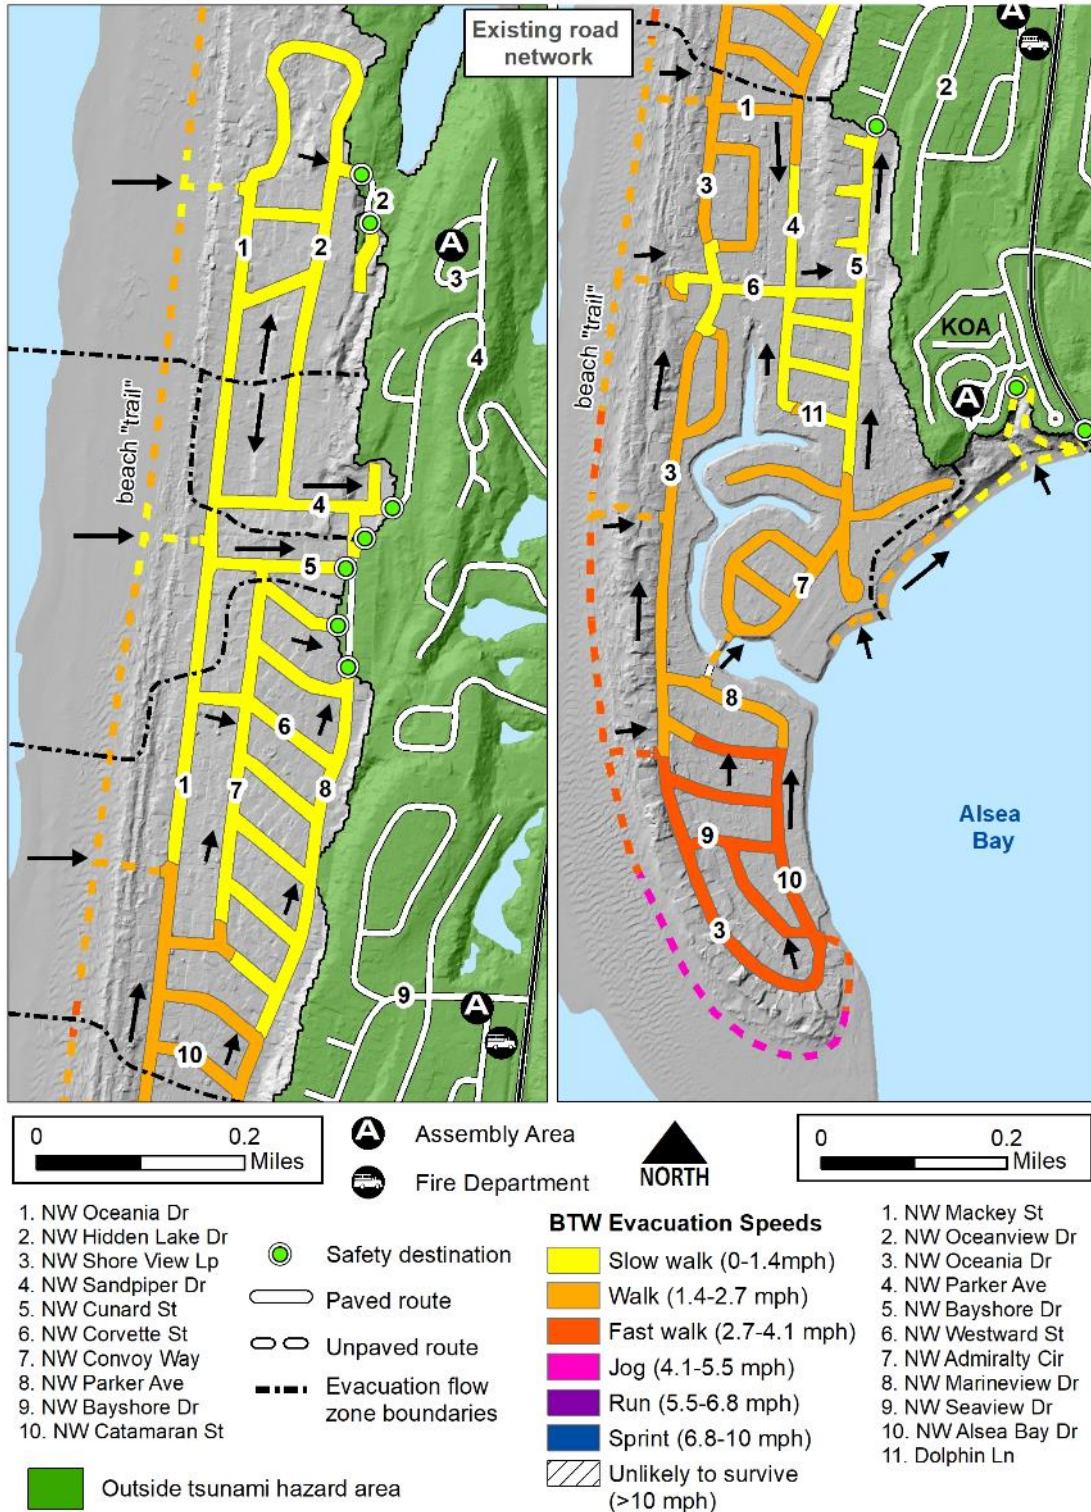 Existing road
network
1
2
2
A
3
4
beach "trail"
4
5
6
1
7
8
9
A
10
A
2
1
3
4
5
6
KOA
beach "trail"
A
11
3
7
8
Alsea
Bay
9
10
3
0 0.2
Miles
A Assembly Area
Fire Department
NORTH
0 0.2
Miles
1. NW Oceania Dr
2. NW Hidden Lake Dr
3. NW Shore View Lp
4. NW Sandpiper Dr
5. NW Cunard St
6. NW Corvette St
7. NW Convoy Way
8. NW Parker Ave
9. NW Bayshore Dr
10. NW Catamaran St
Outside tsunami hazard area
Safety destination
Paved route
Unpaved route
Evacuation flow
zone boundaries
BTW Evacuation Speeds
Slow walk (0-1.4mph)
Walk (1.4-2.7 mph)
Fast walk (2.7-4.1 mph)
Jog (4.1-5.5 mph)
Run (5.5-6.8 mph)
Sprint (6.8-10 mph)
Unlikely to survive
(>10 mph)
1. NW Mackey St
2. NW Oceanview Dr
3. NW Oceania Dr
4. NW Parker Ave
5. NW Bayshore Dr
6. NW Westward St
7. NW Admiralty Cir
8. NW Marineview Dr
9. NW Seaview Dr
10. NW Alsea Bay Dr
11. Dolphin Ln